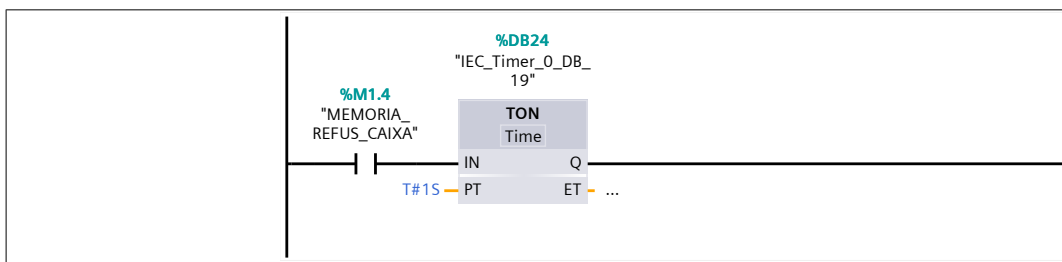 %DB24
"IEC_Timer_0_DB_
19"
%M1.4
"MEMORIA_
REFUS_CAIXA"
TON
Time
IN Q
T#1S PT ET ...